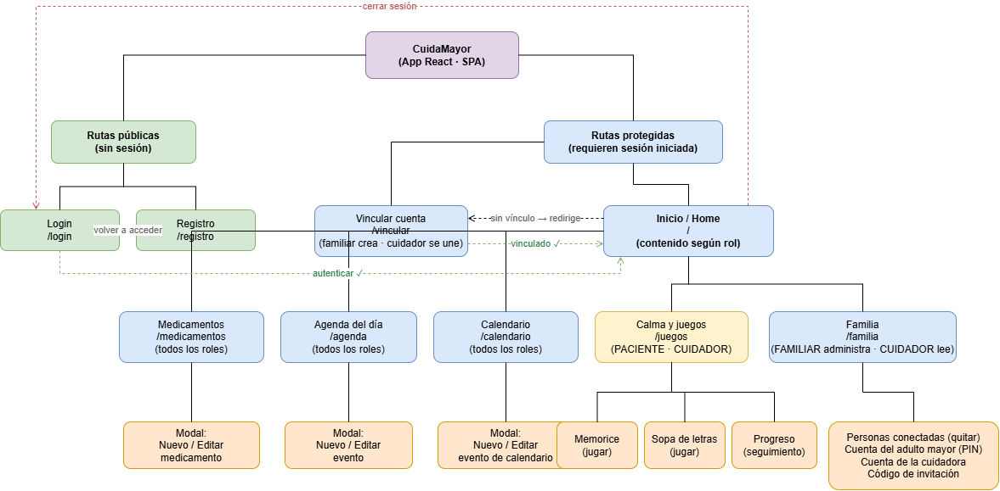 cerrar sesión
CuidaMayor
(App React · SPA)
Rutas públicas
(sin sesión)
Rutas protegidas
(requieren sesión iniciada)
Login
/login
volver a acceder
Registro
/registro
Vincular cuenta
/vincular
(familiar crea · cuidador se une)
sin vínculo → redirige
vinculado ✓
Inicio / Home
/
(contenido según rol)
autenticar ✓
Medicamentos
/medicamentos
(todos los roles)
Agenda del día
/agenda
(todos los roles)
Calendario
/calendario
(todos los roles)
Calma y juegos
/juegos
(PACIENTE · CUIDADOR)
Familia
/familia
(FAMILIAR administra · CUIDADOR lee)
Modal:
Nuevo / Editar
medicamento
Modal:
Nuevo / Editar
evento
Modal:
Nuevo / Editar
evento de calendario
Memorice
(jugar)
Sopa de letras
(jugar)
Progreso
(seguimiento)
Personas conectadas (quitar)
Cuenta del adulto mayor (PIN)
Cuenta de la cuidadora
Código de invitación